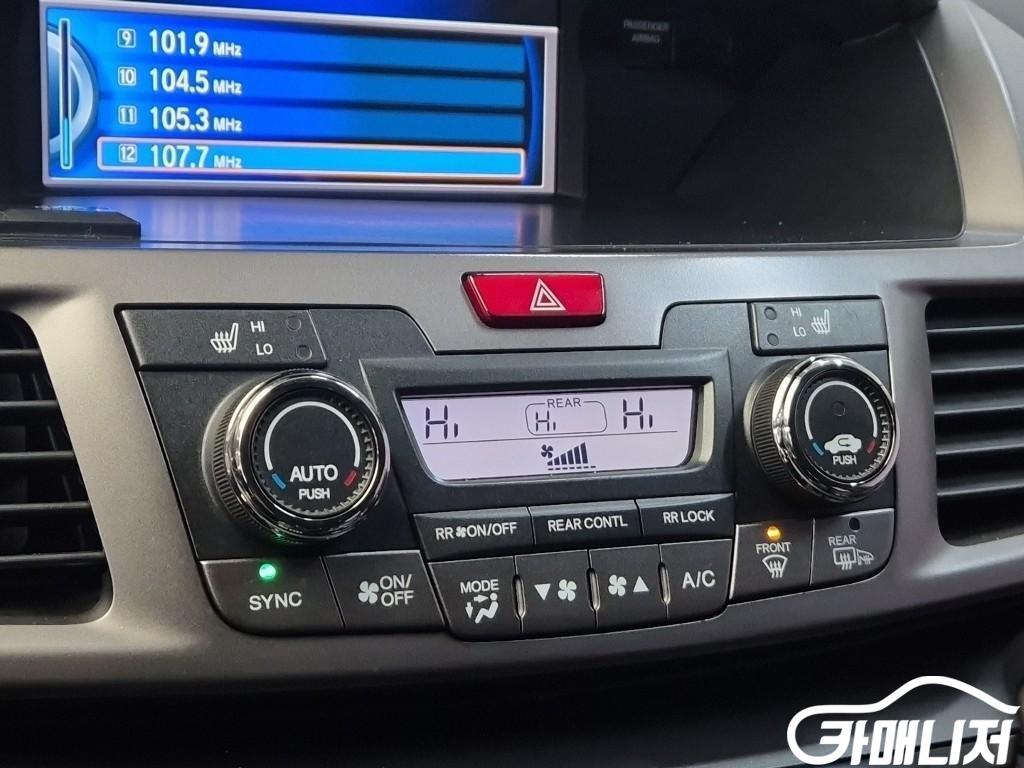 PASSENGER
AIRBAG
9 101.9 MHz
10 104.5 MHz
11 105.3 MHz
12 107.7 MHz
HI
LO
HI
LO
Hi
REAR
Hi
Hi
AUTO
PUSH
PUSH
RR ON/OFF
REAR CONTL
RR LOCK
SYNC
ON/
OFF
MODE
A/C
FRONT
REAR
카매니저